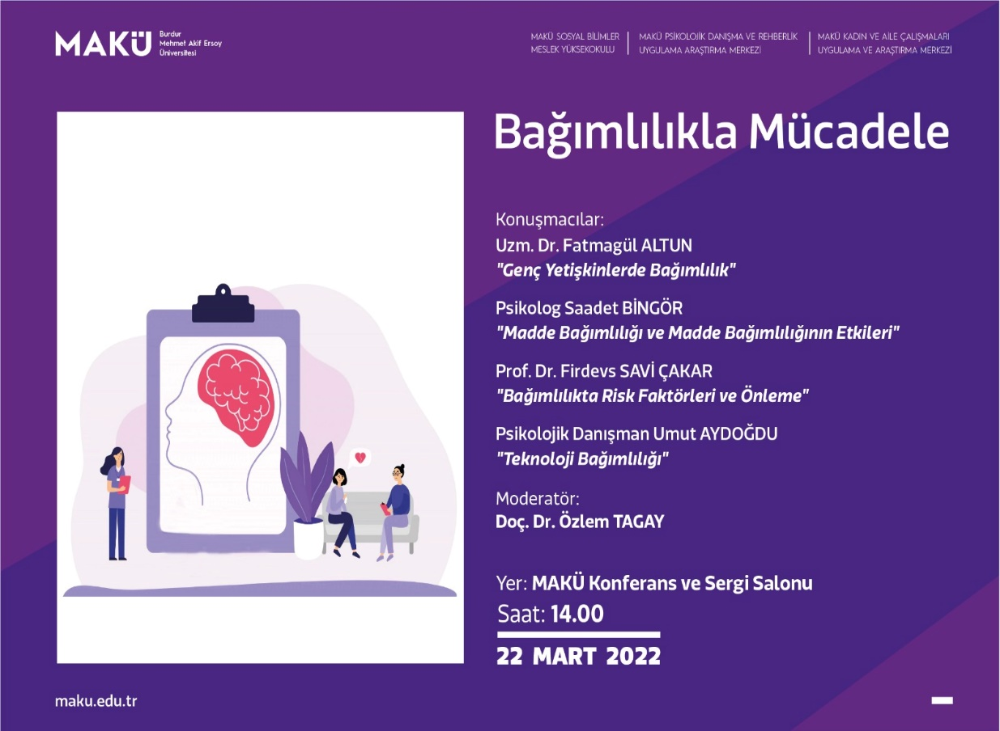 MAKÜ
Burdur
Mehmet Akif Ersoy
Üniversitesi
MAKÜ SOSYAL BİLİMLER
MESLEK YÜKSEKOKULU
MAKÜ PSİKOLOJİK DANIŞMA VE REHBERLİK
UYGULAMA ARAŞTIRMA MERKEZİ
MAKÜ KADIN VE AİLE ÇALIŞMALARI
UYGULAMA VE ARAŞTIRMA MERKEZİ
Bağımlılıkla Mücadele
Konuşmacılar:
Uzm. Dr. Fatmagül ALTUN
"Genç Yetişkinlerde Bağımlılık"
Psikolog Saadet BİNGÖR
"Madde Bağımlılığı ve Madde Bağımlılığının Etkileri"
Prof. Dr. Firdevs SAVİ ÇAKAR
"Bağımlılıkta Risk Faktörleri ve Önleme"
Psikolojik Danışman Umut AYDOĞDU
"Teknoloji Bağımlılığı"
Moderatör:
Doç. Dr. Özlem TAGAY
Yer: MAKÜ Konferans ve Sergi Salonu
Saat: 14.00
22 MART 2022
maku.edu.tr